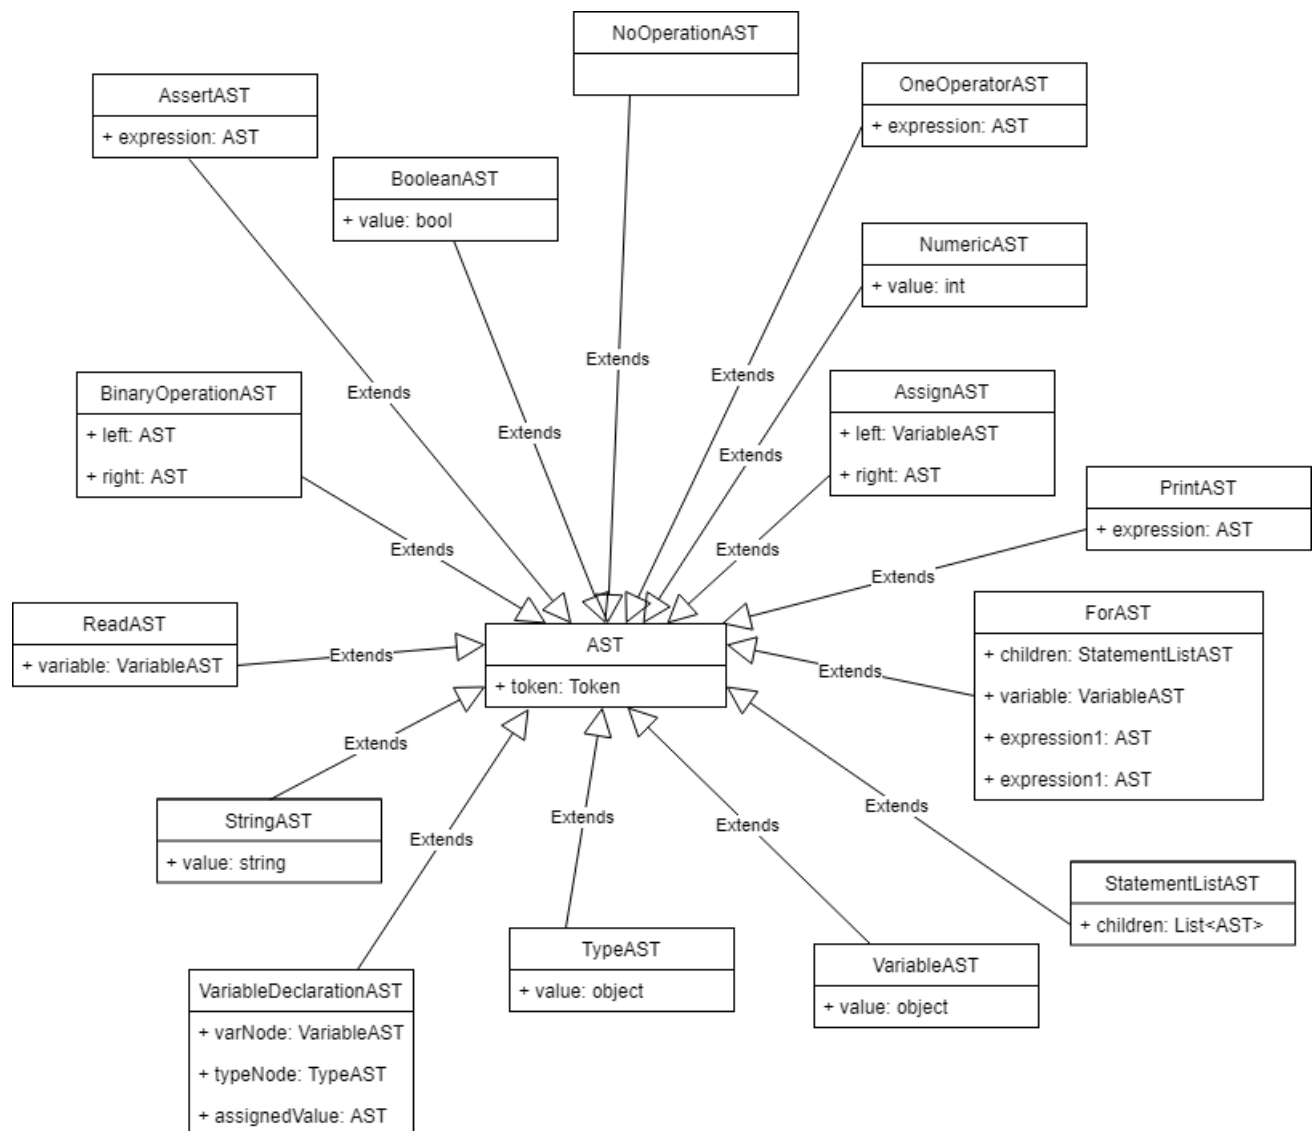 NoOperationAST
OneOperatorAST
+ expression: AST
AssertAST
+ expression: AST
BooleanAST
+ value: bool
NumericAST
+ value: int
Extends
Extends
Extends
BinaryOperationAST
+ left: AST
+ right: AST
AssignAST
+ left: VariableAST
+ right: AST
Extends
Extends
PrintAST
+ expression: AST
Extends
Extends
Extends
ReadAST
+ variable: VariableAST
Extends
AST
+ token: Token
ForAST
+ children: StatementListAST
+ variable: VariableAST
+ expression1: AST
+ expression1: AST
Extends
Extends
StringAST
+ value: string
Extends
Extends
Extends
Extends
StatementListAST
+ children: List<AST>
TypeAST
+ value: object
VariableAST
+ value: object
VariableDeclarationAST
+ varNode: VariableAST
+ typeNode: TypeAST
+ assignedValue: AST